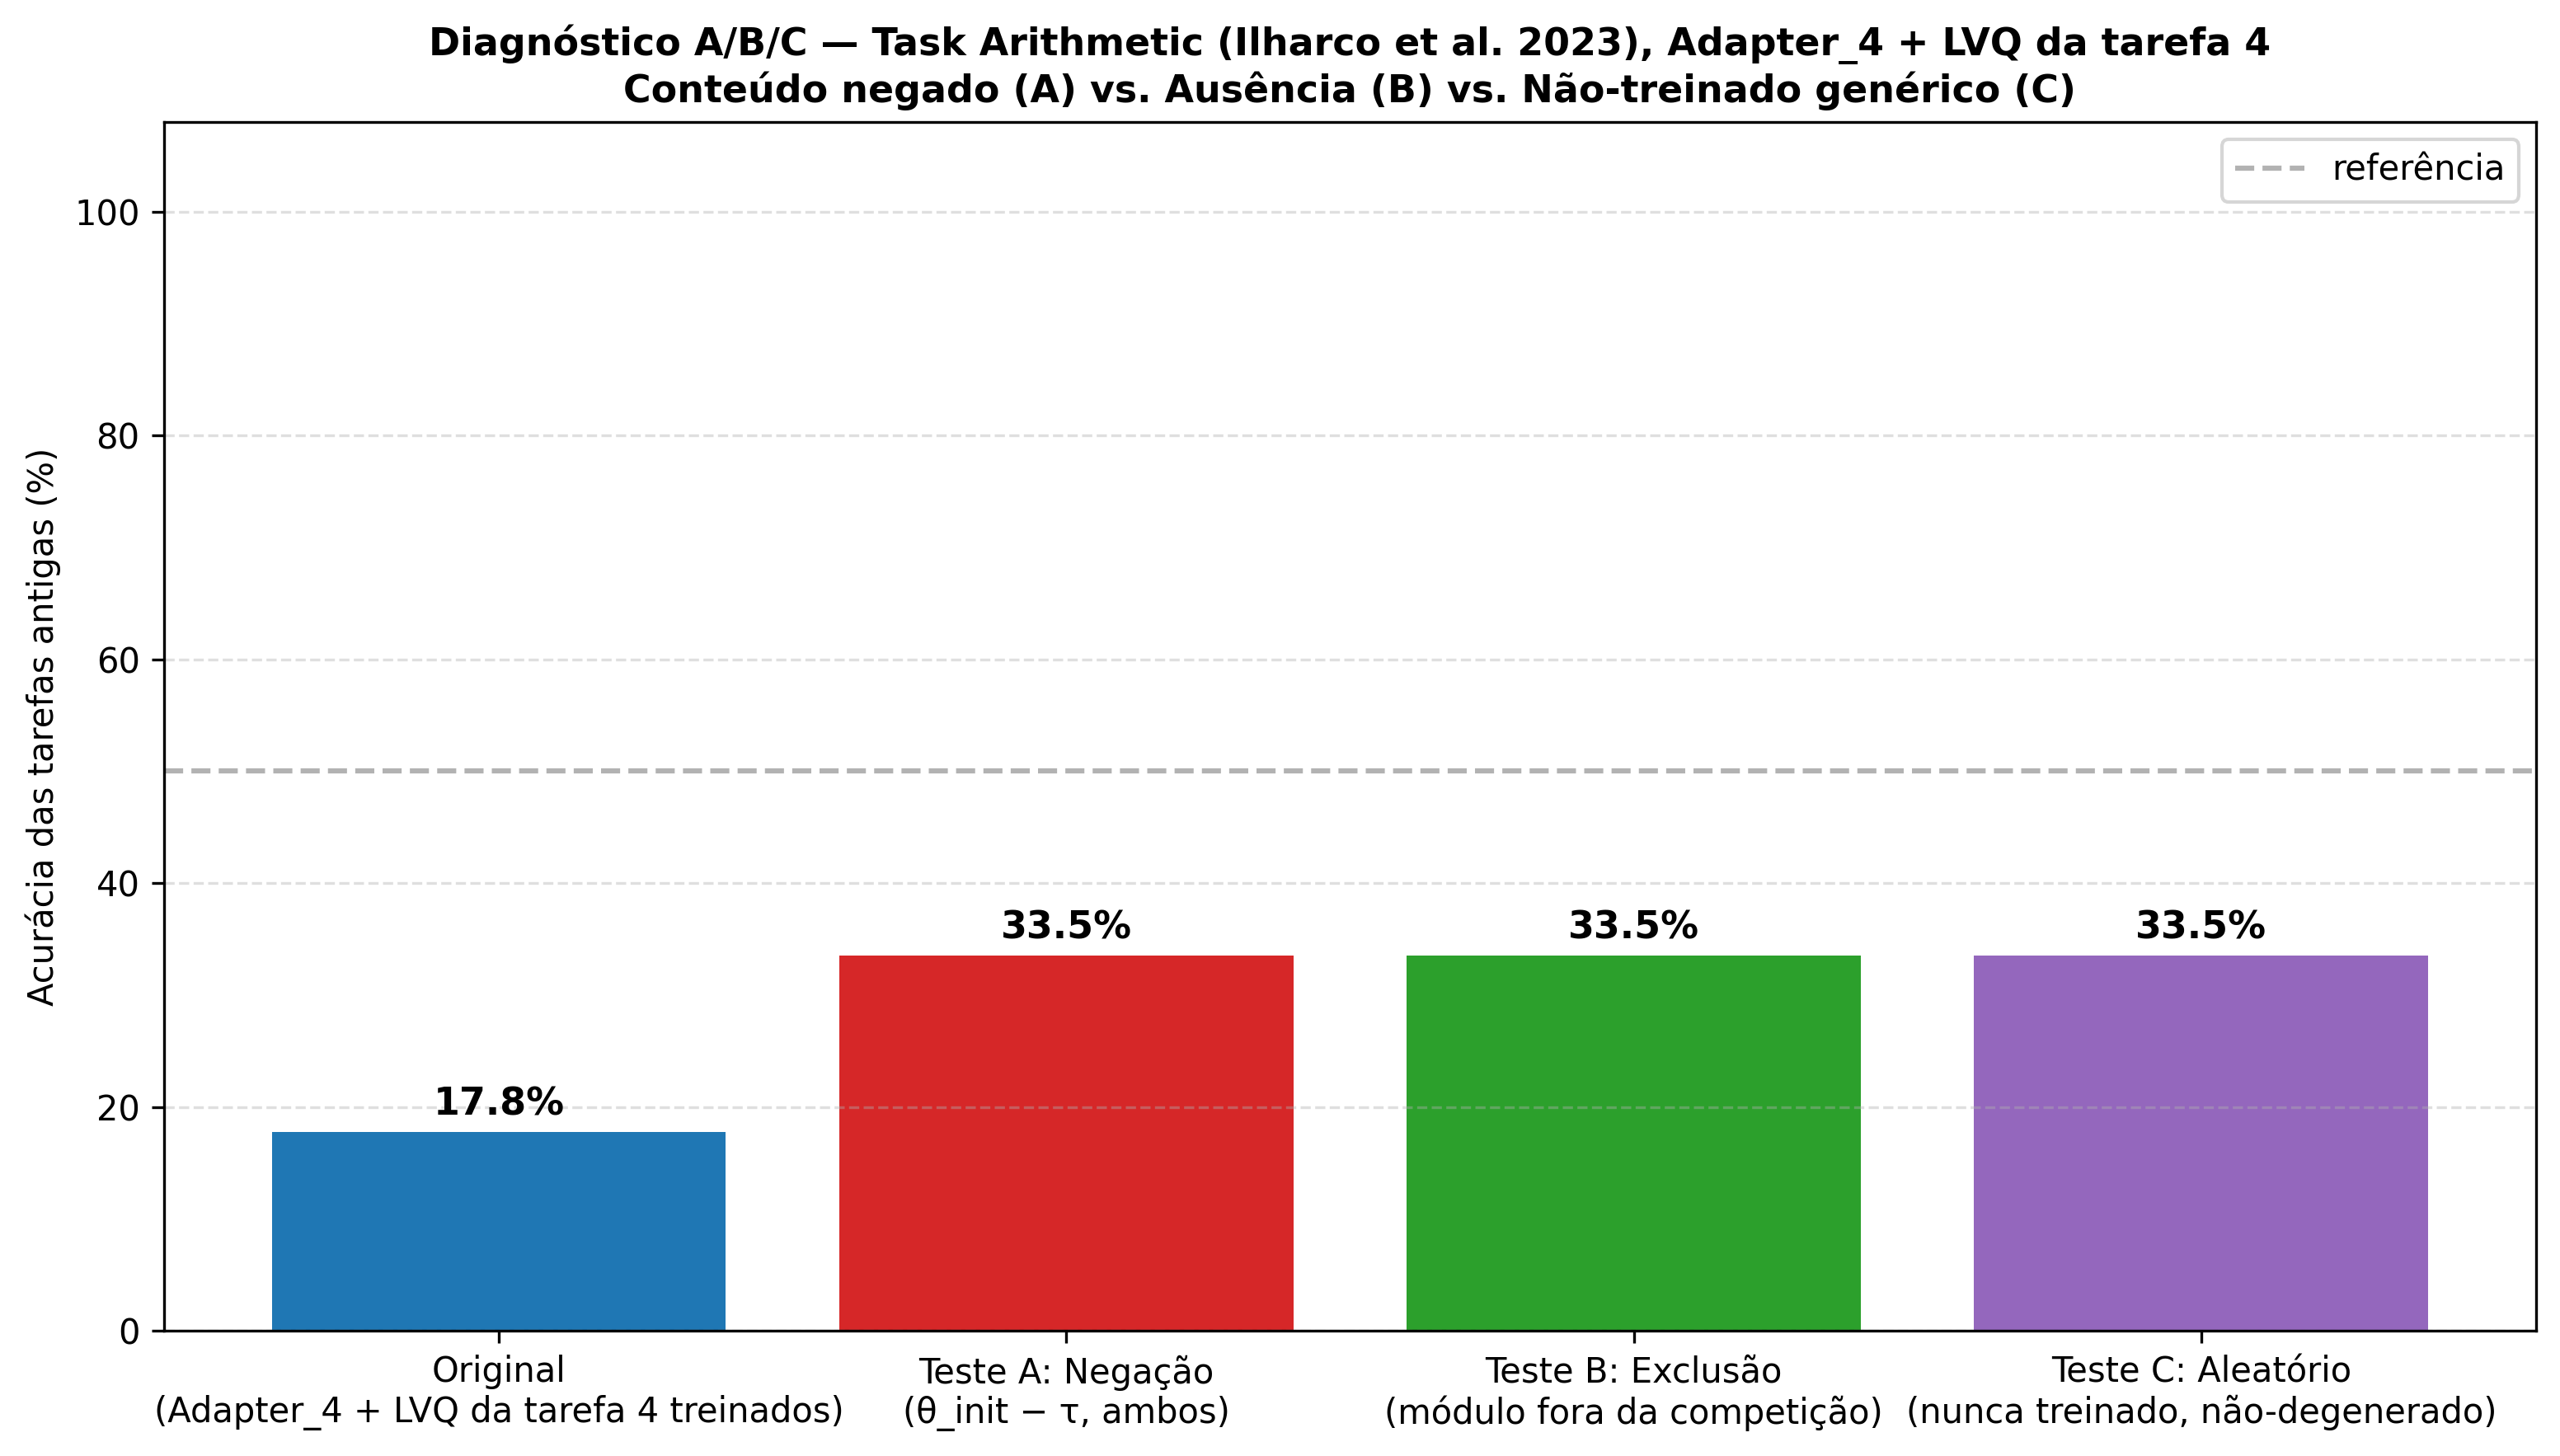 Diagnóstico A/B/C — Task Arithmetic (Ilharco et al. 2023), Adapter_4 + LVQ da tarefa 4
Conteúdo negado (A) vs. Ausência (B) vs. Não-treinado genérico (C)
referência
Acurácia das tarefas antigas (%)
100
80
60
40
20
0
17.8%
33.5%
33.5%
33.5%
Original
(Adapter_4 + LVQ da tarefa 4 treinados)
Teste A: Negação
(θ_init − τ, ambos)
Teste B: Exclusão
(módulo fora da competição)
Teste C: Aleatório
(nunca treinado, não-degenerado)